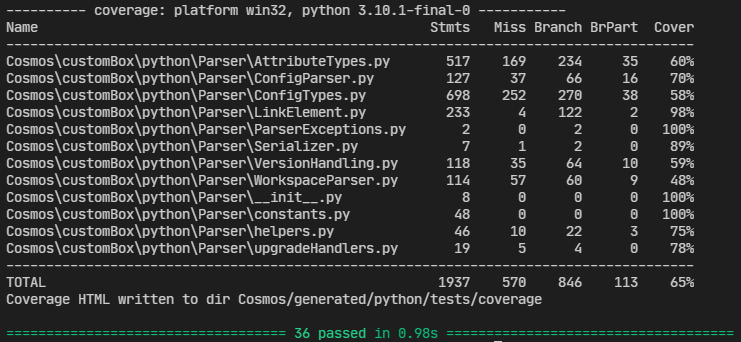 ---------- coverage: platform win32, python 3.10.1-final-0 -----------
Name                                                 Stmts   Miss Branch BrPart  Cover
--------------------------------------------------------------------------------------
Cosmos\customBox\python\Parser\AttributeTypes.py       517    169    234     35    60%
Cosmos\customBox\python\Parser\ConfigParser.py         127     37     66     16    70%
Cosmos\customBox\python\Parser\ConfigTypes.py          698    252    270     38    58%
Cosmos\customBox\python\Parser\LinkElement.py          233      4    122      2    98%
Cosmos\customBox\python\Parser\ParserExceptions.py       2      0      2      0   100%
Cosmos\customBox\python\Parser\Serializer.py             7      1      2      0    89%
Cosmos\customBox\python\Parser\VersionHandling.py      118     35     64     10    59%
Cosmos\customBox\python\Parser\WorkspaceParser.py      114     57     60      9    48%
Cosmos\customBox\python\Parser\__init__.py               8      0      0      0   100%
Cosmos\customBox\python\Parser\constants.py             48      0      0      0   100%
Cosmos\customBox\python\Parser\helpers.py               46     10     22      3    75%
Cosmos\customBox\python\Parser\upgradeHandlers.py       19      5      4      0    78%
--------------------------------------------------------------------------------------
TOTAL                                                 1937    570    846    113    65%
Coverage HTML written to dir Cosmos/generated/python/tests/coverage
=================================== 36 passed in 0.98s ====================================